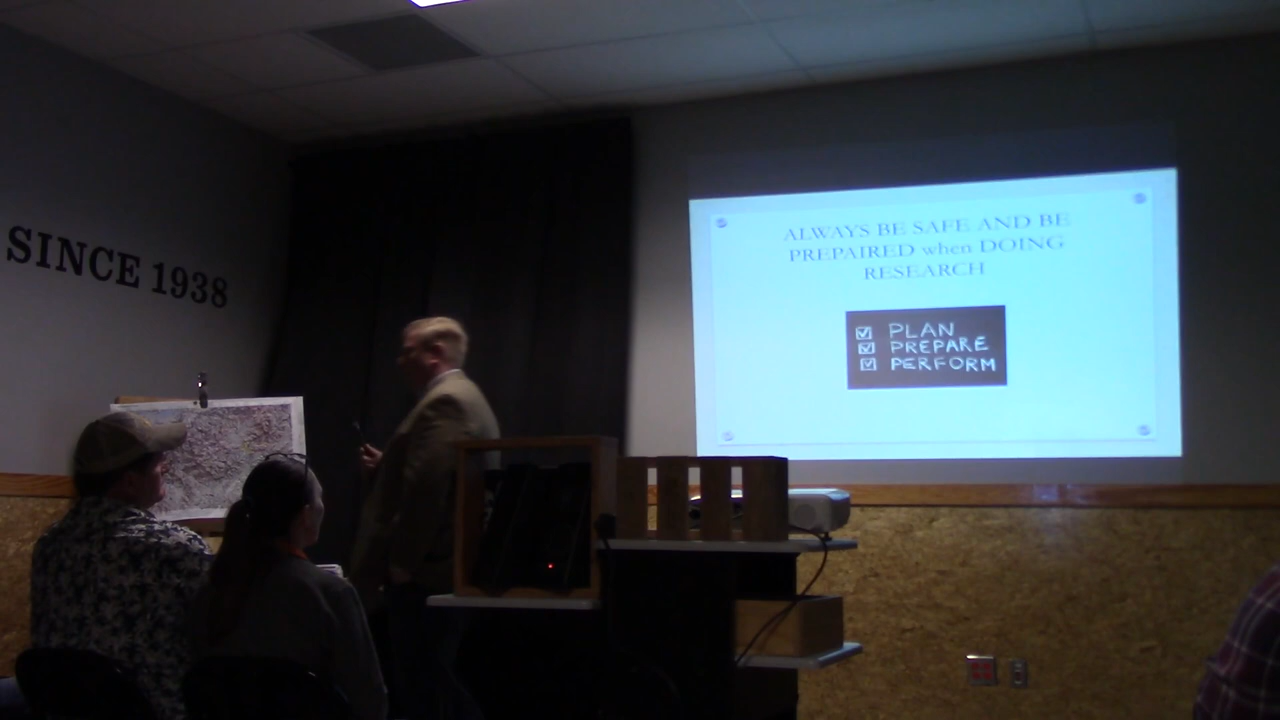 SINCE 1938
ALWAYS BE SAFE AND BE
PREPAIRED when DOING
RESEARCH
PLAN
PREPARE
PERFORM